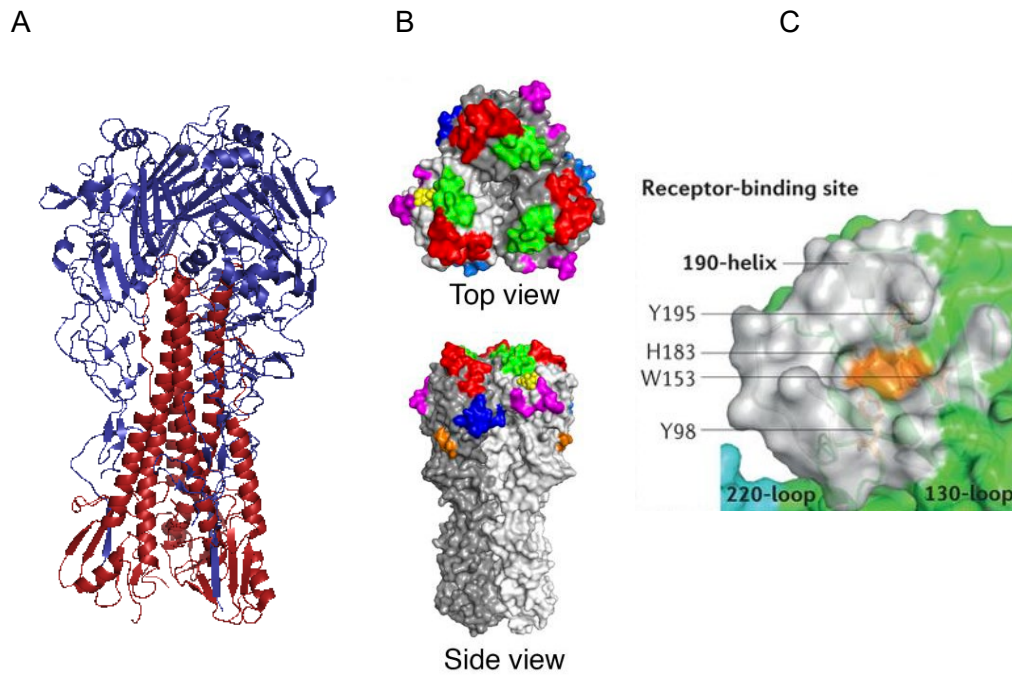 A B C
Top view
Side view
Receptor-binding site
190-helix
Y195
H183
W153
Y98
220-loop 130-loop